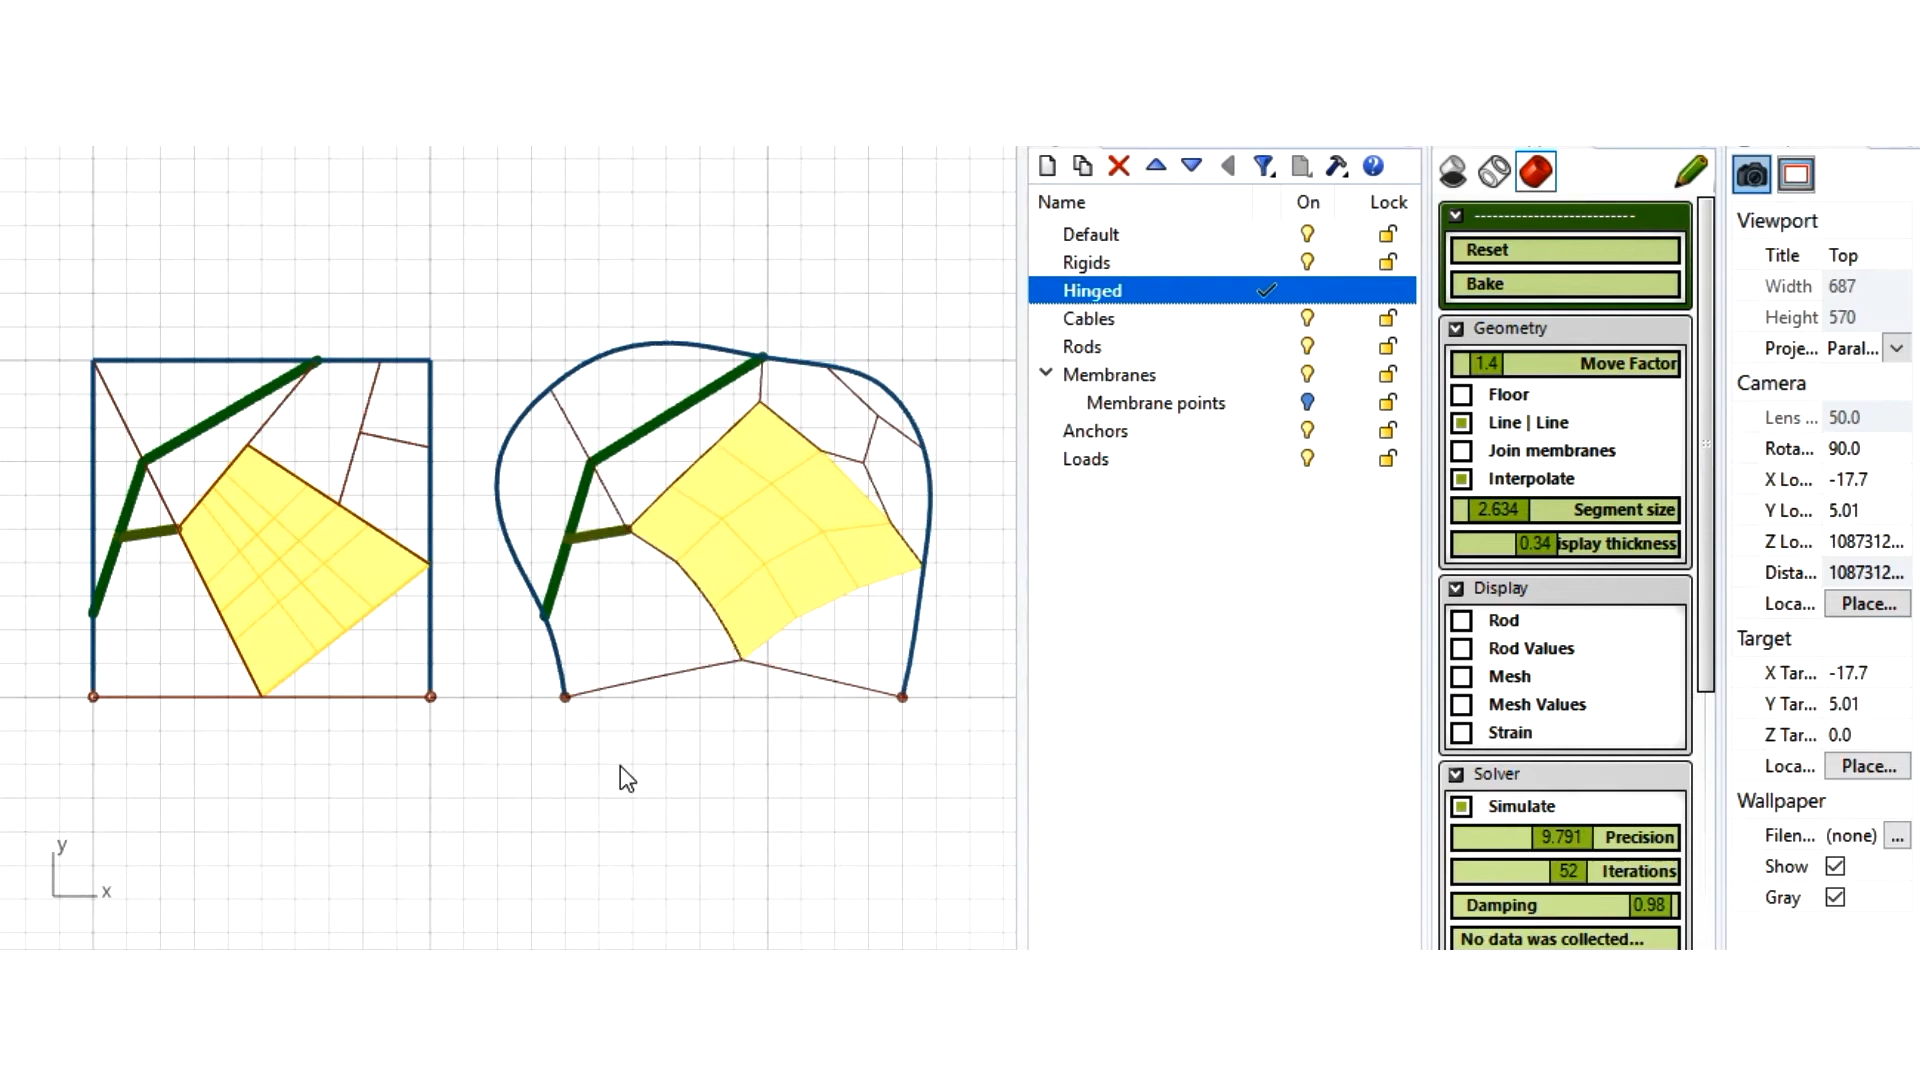 Name On Lock
Default
Rigids
Hinged
Cables
Rods
Membranes
Membrane points
Anchors
Loads
---------------------------
Reset
Bake
Geometry
1.4 Move Factor
Floor
Line | Line
Join membranes
Interpolate
2.634 Segment size
0.34 isplay thickness
Display
Rod
Rod Values
Mesh
Mesh Values
Strain
Solver
Simulate
9.791 Precision
52 Iterations
Damping 0.98
No data was collected...
Viewport
Title Top
Width 687
Height 570
Proje... Paral...
Camera
Lens ... 50.0
Rota... 90.0
X Lo... -17.7
Y Lo... 5.01
Z Lo... 1087312...
Dista... 1087312...
Loca... Place...
Target
X Tar... -17.7
Y Tar... 5.01
Z Tar... 0.0
Loca... Place...
Wallpaper
Filen... (none) ...
Show
Gray
y
x